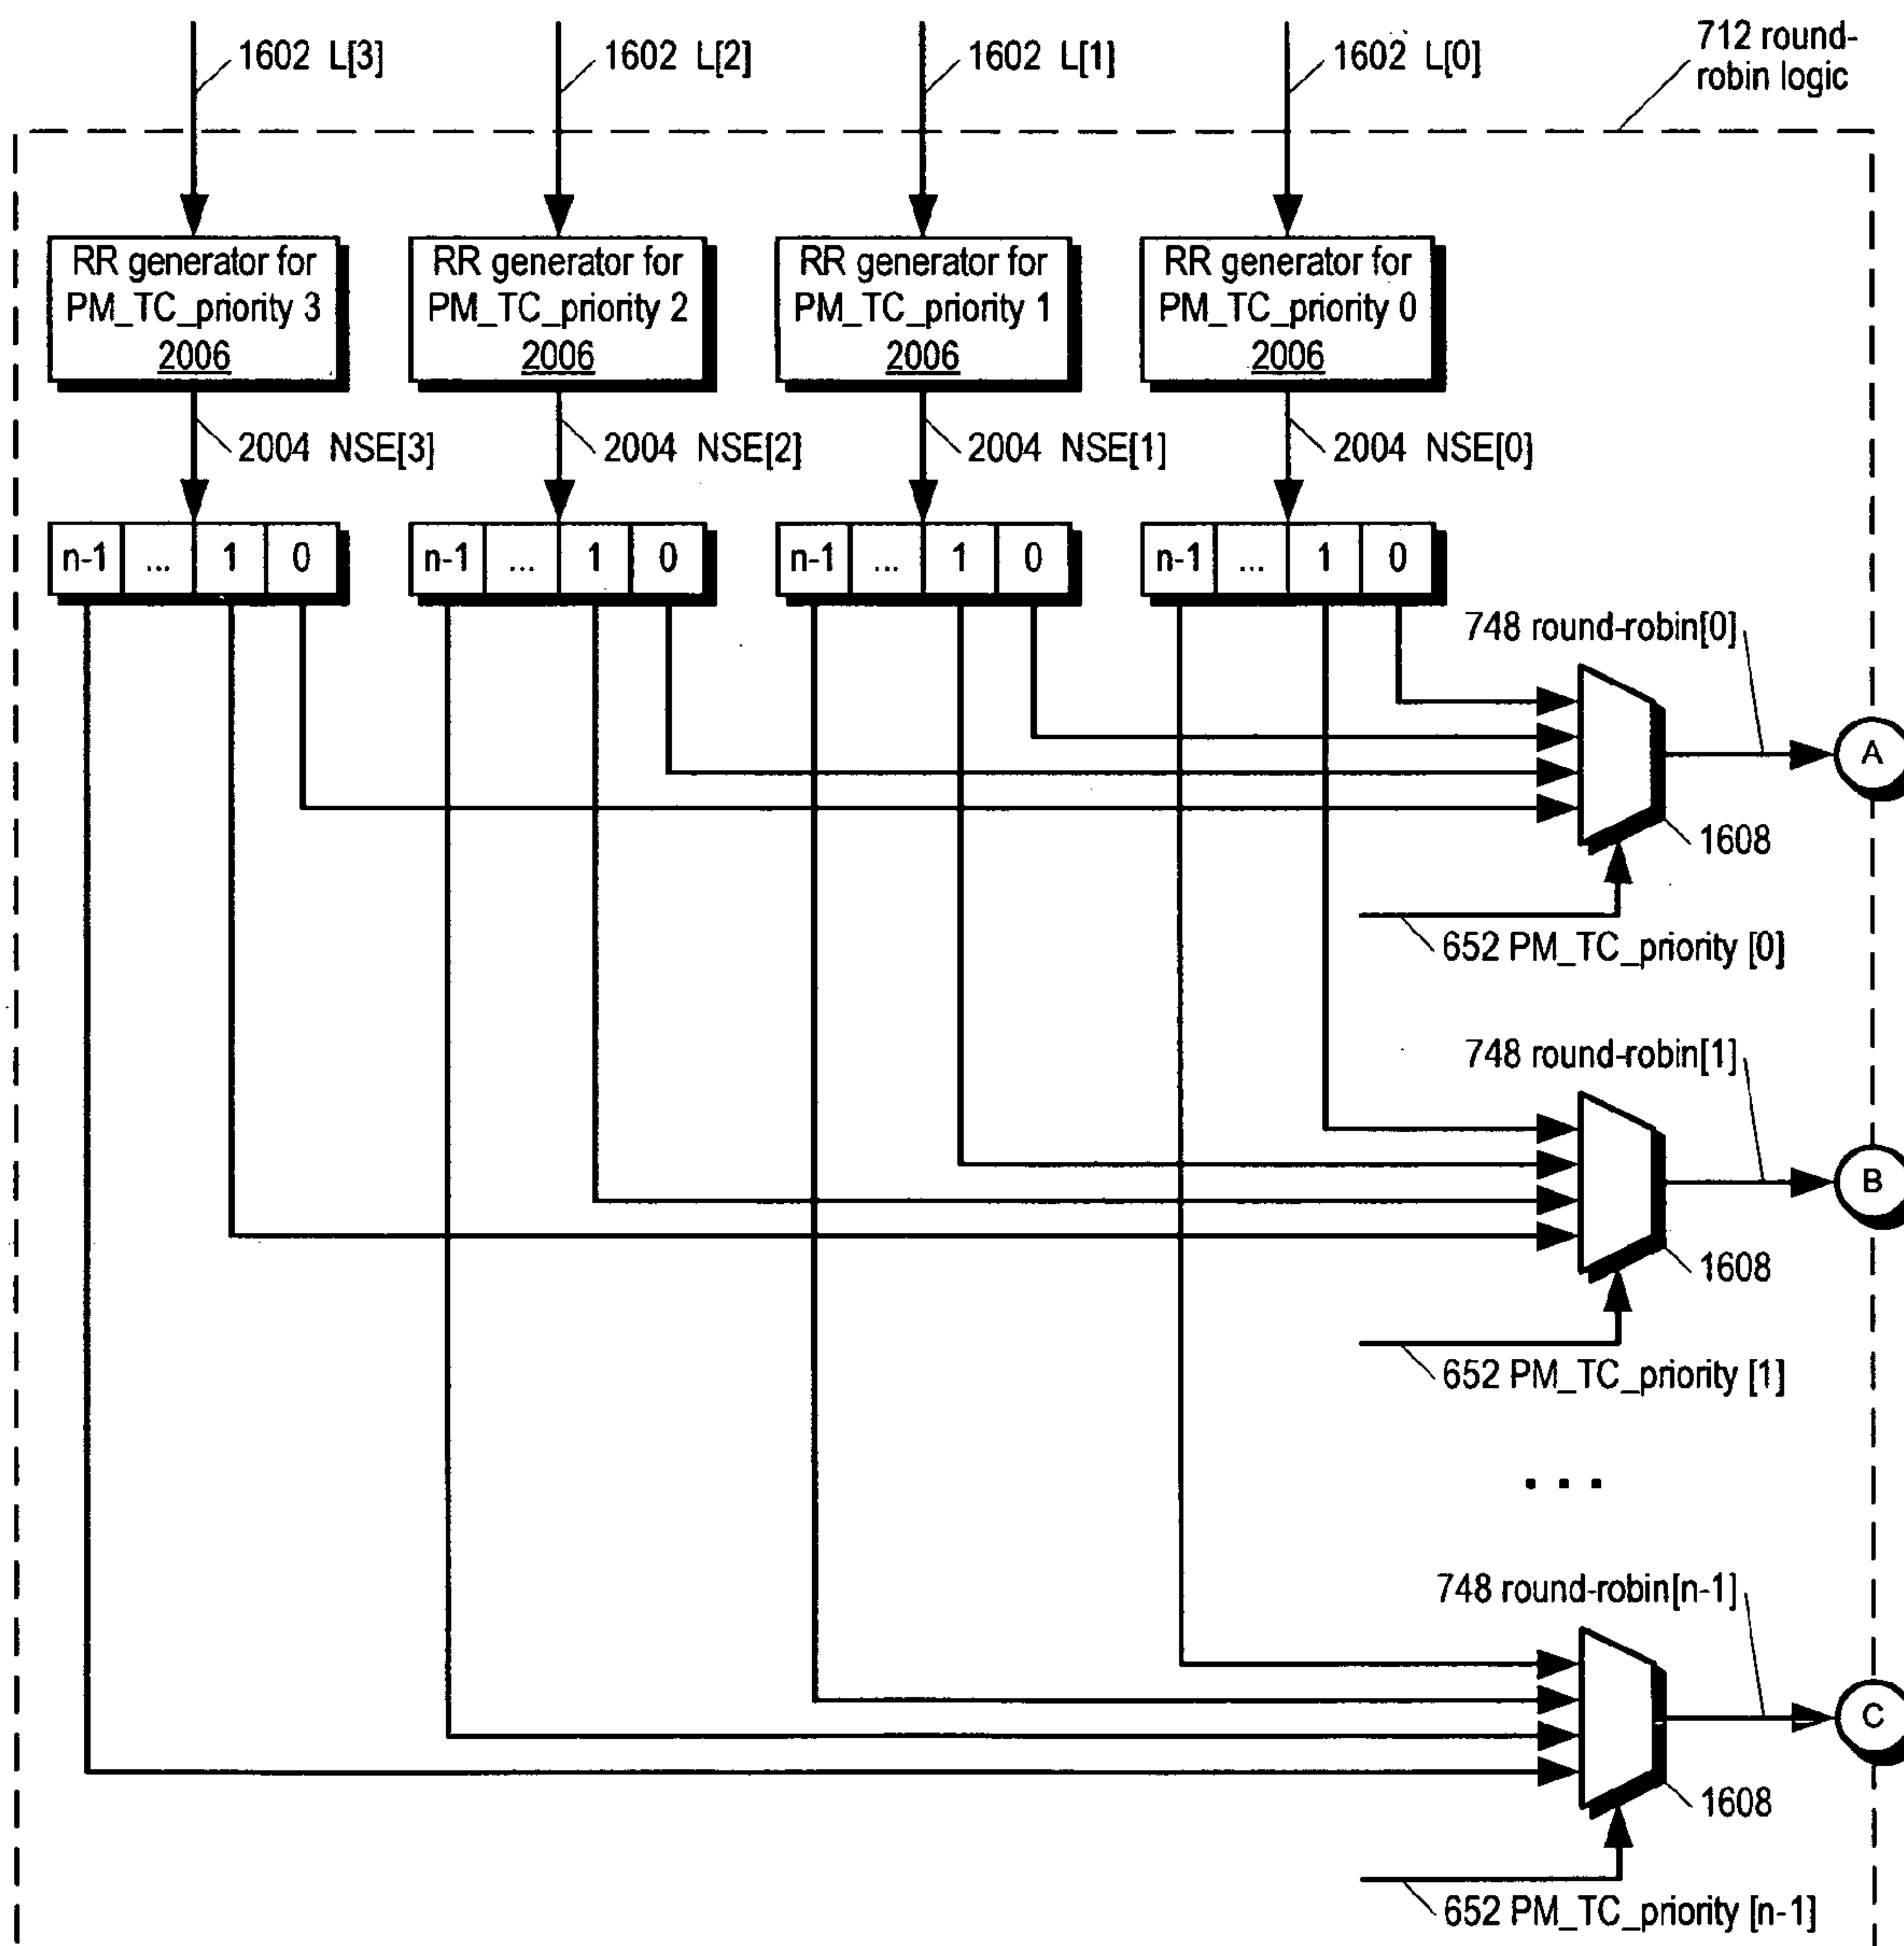 1602 L[3]
1602 L[2]
1602 L[1]
1602 L[0]
712 round-
robin logic
RR generator for
PM_TC_priority 3
2006
RR generator for
PM_TC_priority 2
2006
RR generator for
PM_TC_priority 1
2006
RR generator for
PM_TC_priority 0
2006
2004 NSE[3]
2004 NSE[2]
2004 NSE[1]
2004 NSE[0]
n-1 ... 1 0
n-1 ... 1 0
n-1 ... 1 0
n-1 ... 1 0
748 round-robin[0]
A
1608
652 PM_TC_priority [0]
748 round-robin[1]
B
1608
652 PM_TC_priority [1]
. . .
748 round-robin[n-1]
C
1608
652 PM_TC_priority [n-1]